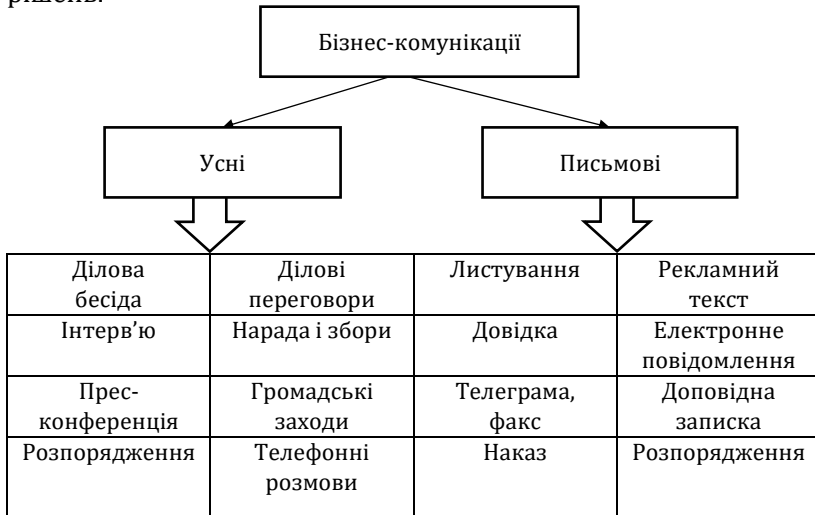 рішень.
Бізнес-комунікації
Усні
Письмові
Ділова бесіда
Ділові переговори
Листування
Рекламний текст
Інтерв’ю
Нарада і збори
Довідка
Електронне повідомлення
Прес-конференція
Громадські заходи
Телеграма, факс
Доповідна записка
Розпорядження
Телефонні розмови
Наказ
Розпорядження